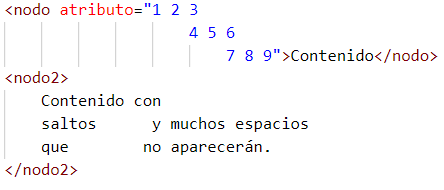 <nodo atributo="1 2 3
                    4 5 6
                        7 8 9">Contenido</nodo>
<nodo2>
    Contenido con
    saltos      y muchos espacios
    que        no aparecerán.
</nodo2>